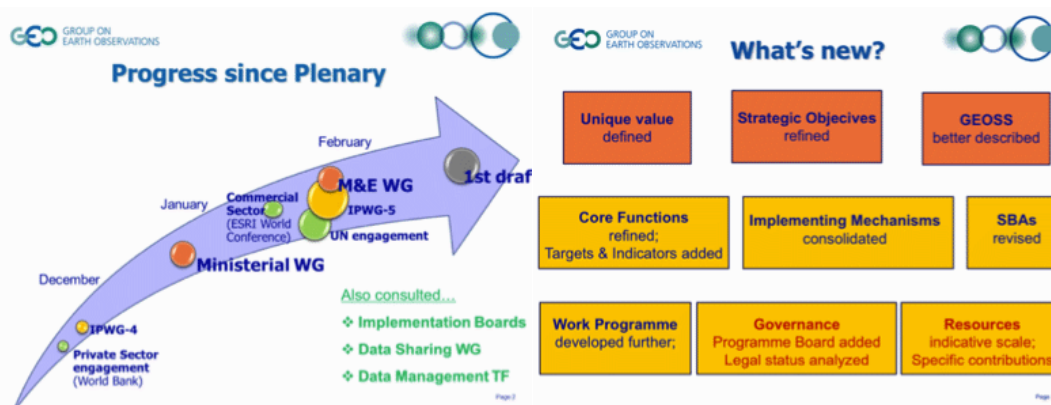 GEO GROUP ON
EARTH OBSERVATIONS
Progress since Plenary
February
1st draf
M&E WG
Commercial
Sector
(ESRI World
Conference)
IPWG-5
UN engagement
January
Ministerial WG
December
IPWG-4
Private Sector
engagement
(World Bank)
Also consulted...
❖ Implementation Boards
❖ Data Sharing WG
❖ Data Management TF
Page 2
GEO GROUP ON
EARTH OBSERVATIONS
What's new?
Unique value
defined
Strategic Objecives
refined
GEOSS
better described
Core Functions
refined;
Targets & Indicators added
Implementing Mechanisms
consolidated
SBAs
revised
Work Programme
developed further;
Governance
Programme Board added
Legal status analyzed
Resources
indicative scale;
Specific contributions
Page